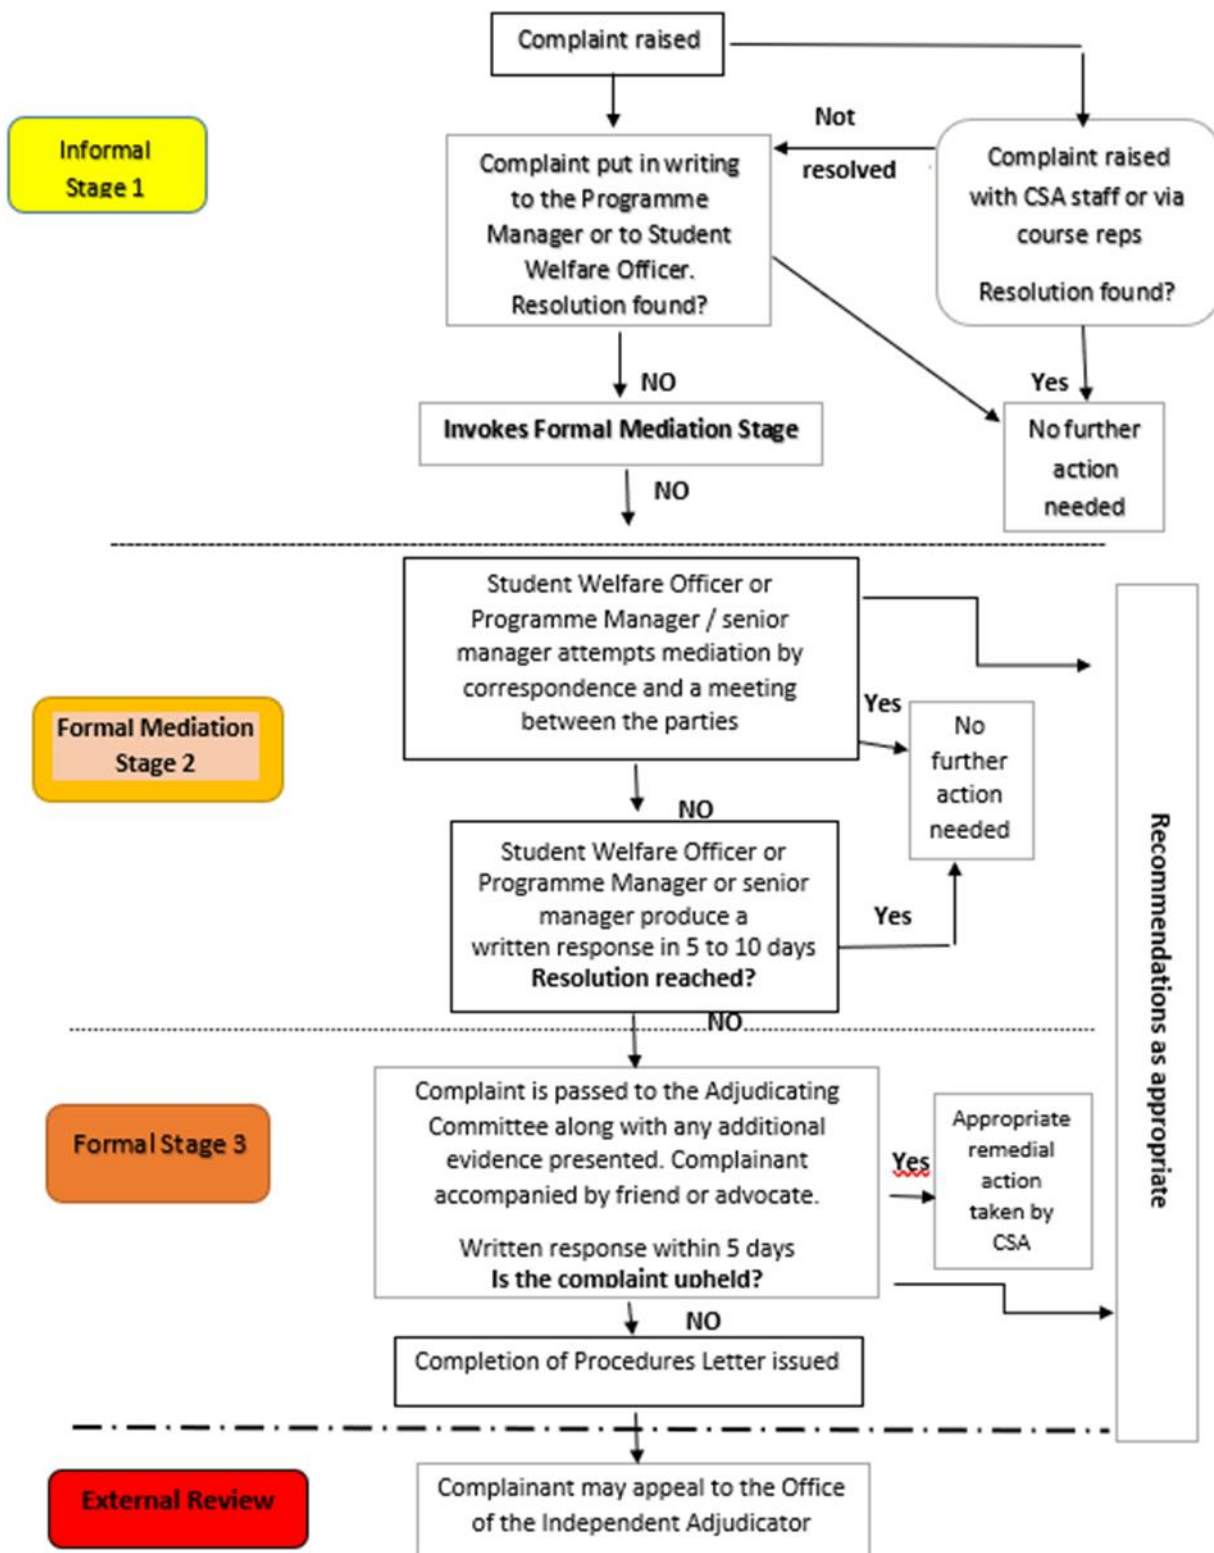 Complaint raised
Informal
Stage 1
Complaint put in writing
to the Programme
Manager or to Student
Welfare Officer.
Resolution found?
Not
resolved
Complaint raised
with CSA staff or via
course reps
Resolution found?
NO
Yes
Invokes Formal Mediation Stage
No further
action
needed
NO
Student Welfare Officer or
Programme Manager / senior
manager attempts mediation by
correspondence and a meeting
between the parties
Formal Mediation
Stage 2
Yes
No
further
action
needed
NO
Student Welfare Officer or
Programme Manager or senior
manager produce a
written response in 5 to 10 days
Resolution reached?
Yes
NO
Recommendations as appropriate
Formal Stage 3
Complaint is passed to the Adjudicating
Committee along with any additional
evidence presented. Complainant
accompanied by friend or advocate.
Written response within 5 days
Is the complaint upheld?
Yes
Appropriate
remedial
action
taken by
CSA
NO
Completion of Procedures Letter issued
External Review
Complainant may appeal to the Office
of the Independent Adjudicator